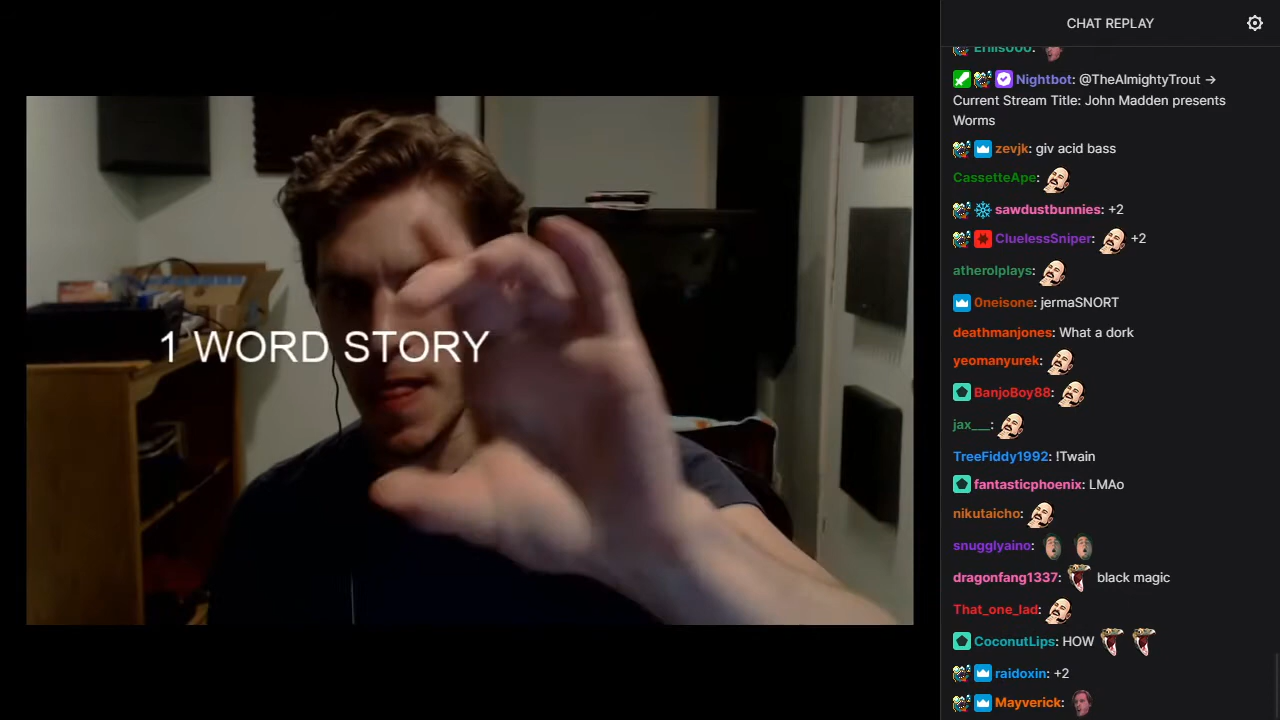 CHAT REPLAY
Nightbot: @TheAlmightyTrout →
Current Stream Title: John Madden presents
Worms
zevjk: giv acid bass
CassetteApe:
sawdustbunnies: +2
CluelessSniper: +2
atherolplays:
0neisone: jermaSNORT
deathmanjones: What a dork
yeomanyurek:
1 WORD STORY
BanjoBoy88:
jax___:
TreeFiddy1992: !Twain
fantasticphoenix: LMAo
nikutaicho:
snugglyaino:
dragonfang1337: black magic
That_one_lad:
CoconutLips: HOW
raidoxin: +2
Mayverick: